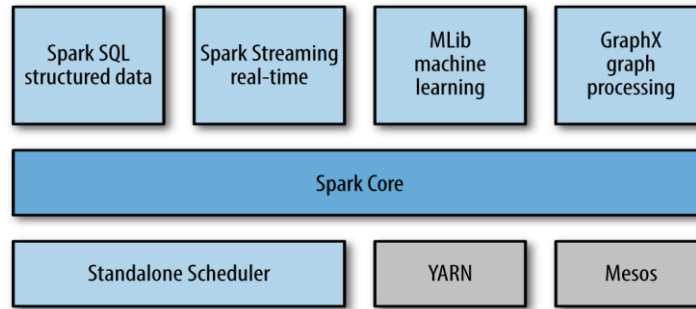 Spark SQL
structured data
Spark Streaming
real-time
MLib
machine
learning
GraphX
graph
processing
Spark Core
Standalone Scheduler
YARN
Mesos